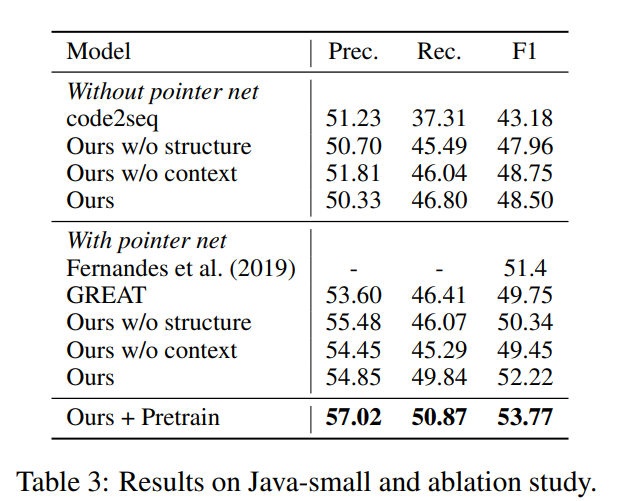 Model Prec. Rec. F1
Without pointer net
code2seq 51.23 37.31 43.18
Ours w/o structure 50.70 45.49 47.96
Ours w/o context 51.81 46.04 48.75
Ours 50.33 46.80 48.50
With pointer net
Fernandes et al. (2019) - - 51.4
GREAT 53.60 46.41 49.75
Ours w/o structure 55.48 46.07 50.34
Ours w/o context 54.45 45.29 49.45
Ours 54.85 49.84 52.22
Ours + Pretrain 57.02 50.87 53.77
Table 3: Results on Java-small and ablation study.